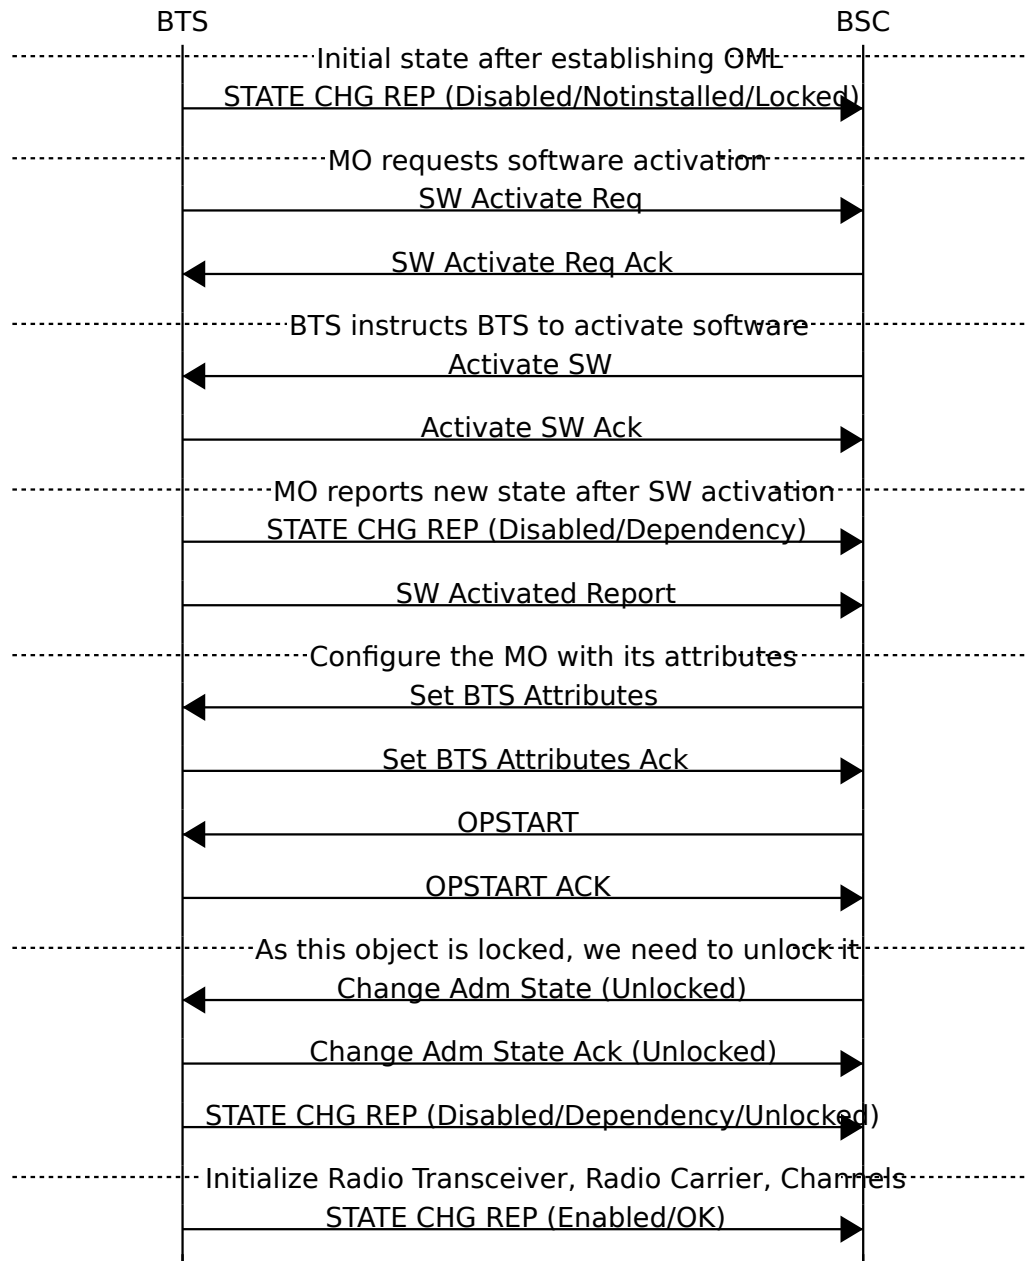 BTS BSC
Initial state after establishing OML
STATE CHG REP (Disabled/Notinstalled/Locked)
MO requests software activation
SW Activate Req
SW Activate Req Ack
BTS instructs BTS to activate software
Activate SW
Activate SW Ack
MO reports new state after SW activation
STATE CHG REP (Disabled/Dependency)
SW Activated Report
Configure the MO with its attributes
Set BTS Attributes
Set BTS Attributes Ack
OPSTART
OPSTART ACK
As this object is locked, we need to unlock it
Change Adm State (Unlocked)
Change Adm State Ack (Unlocked)
STATE CHG REP (Disabled/Dependency/Unlocked)
Initialize Radio Transceiver, Radio Carrier, Channels
STATE CHG REP (Enabled/OK)